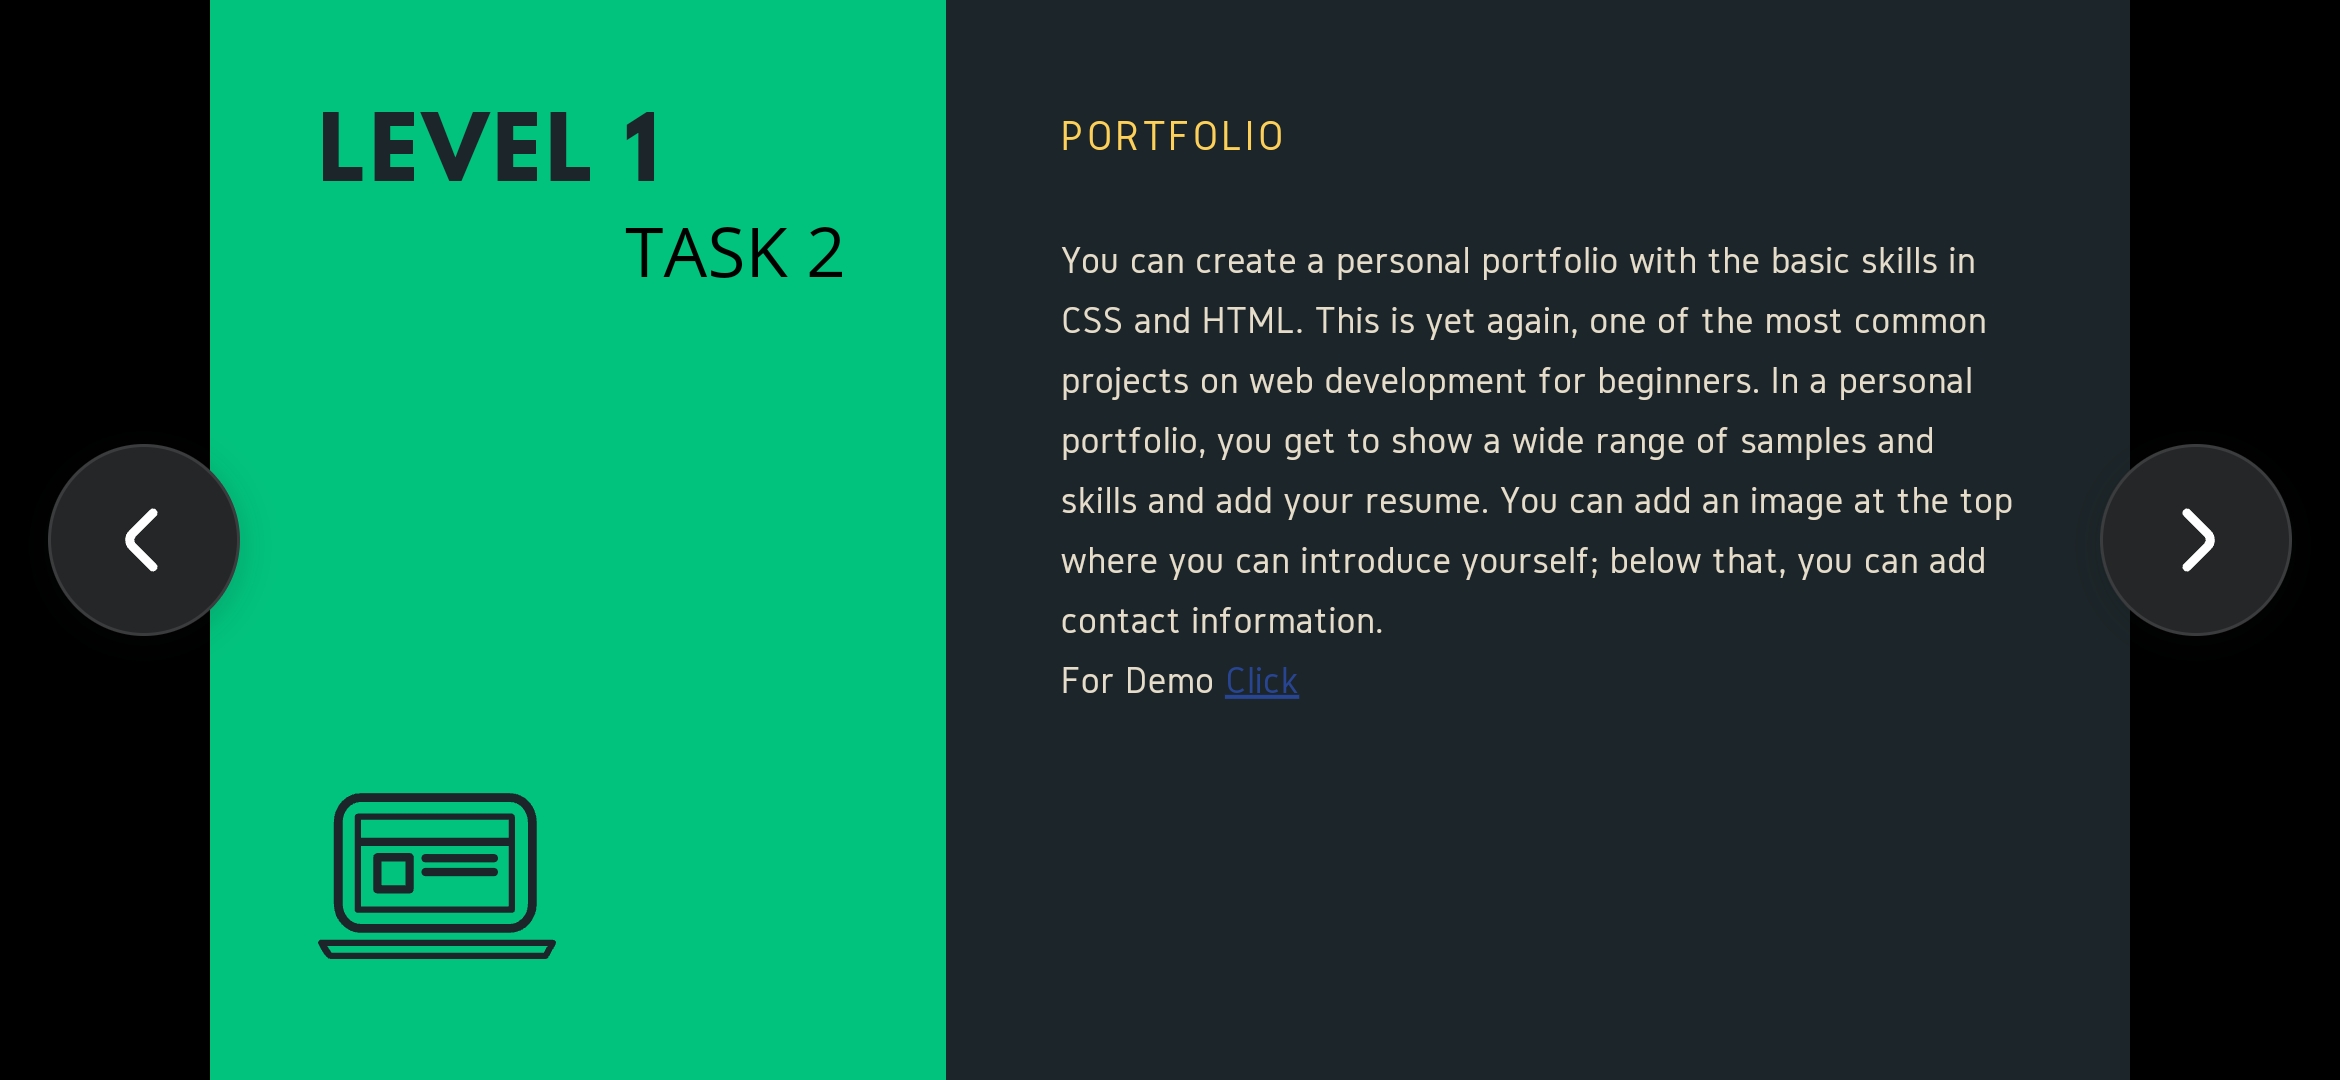 LEVEL 1
TASK 2
PORTFOLIO
You can create a personal portfolio with the basic skills in
CSS and HTML. This is yet again, one of the most common
projects on web development for beginners. In a personal
portfolio, you get to show a wide range of samples and
skills and add your resume. You can add an image at the top
where you can introduce yourself; below that, you can add
contact information.
For Demo Click